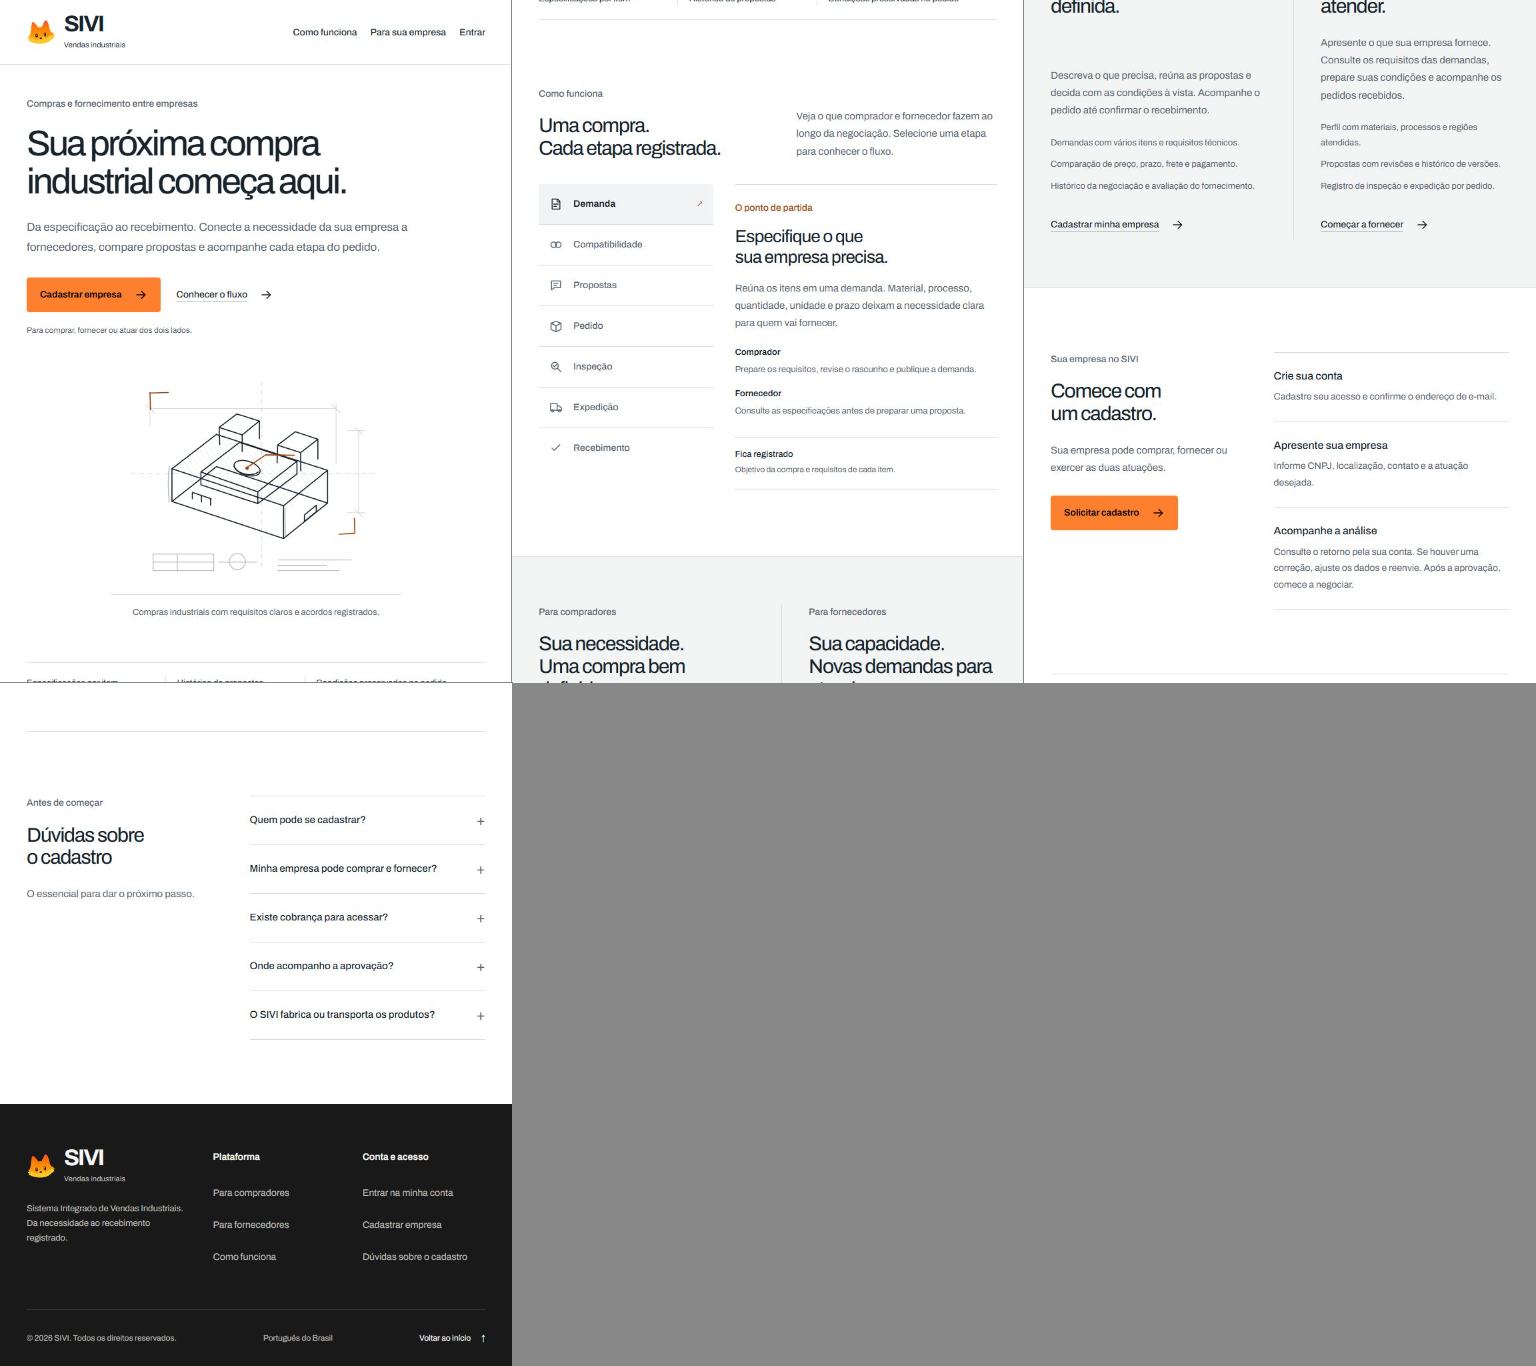 SIVI
Vendas industriais
Como funciona
Para sua empresa
Entrar
Compras e fornecimento entre empresas
Sua próxima compra
industrial começa aqui.
Da especificação ao recebimento. Conecte a necessidade da sua empresa a
fornecedores, compare propostas e acompanhe cada etapa do pedido.
Cadastrar empresa
Conhecer o fluxo
Para comprar, fornecer ou atuar dos dois lados.
Compras industriais com requisitos claros e acordos registrados.
Como funciona
Uma compra.
Cada etapa registrada.
Veja o que comprador e fornecedor fazem ao
longo da negociação. Selecione uma etapa
para conhecer o fluxo.
Demanda
Compatibilidade
Propostas
Pedido
Inspeção
Expedição
Recebimento
O ponto de partida
Especifique o que
sua empresa precisa.
Reúna os itens em uma demanda. Material, processo,
quantidade, unidade e prazo deixam a necessidade clara
para quem vai fornecer.
Comprador
Prepare os requisitos, revise o rascunho e publique a demanda.
Fornecedor
Consulte as especificações antes de preparar uma proposta.
Fica registrado
Objetivo da compra e requisitos de cada item.
Para compradores
Sua necessidade.
Uma compra bem
Para fornecedores
Sua capacidade.
Novas demandas para
definida.
Descreva o que precisa, reúna as propostas e
decida com as condições à vista. Acompanhe o
pedido até confirmar o recebimento.
Demandas com vários itens e requisitos técnicos.
Comparação de preço, prazo, frete e pagamento.
Histórico da negociação e avaliação do fornecimento.
Cadastrar minha empresa
atender.
Apresente o que sua empresa fornece.
Consulte os requisitos das demandas,
prepare suas condições e acompanhe os
pedidos recebidos.
Perfil com materiais, processos e regiões
atendidas.
Propostas com revisões e histórico de versões.
Registro de inspeção e expedição por pedido.
Começar a fornecer
Sua empresa no SIVI
Comece com
um cadastro.
Sua empresa pode comprar, fornecer ou
exercer as duas atuações.
Solicitar cadastro
Crie sua conta
Cadastre seu acesso e confirme o endereço de e-mail.
Apresente sua empresa
Informe CNPJ, localização, contato e a atuação
desejada.
Acompanhe a análise
Consulte o retorno pela sua conta. Se houver uma
correção, ajuste os dados e reenvie. Após a aprovação,
comece a negociar.
Antes de começar
Dúvidas sobre
o cadastro
O essencial para dar o próximo passo.
Quem pode se cadastrar?
Minha empresa pode comprar e fornecer?
Existe cobrança para acessar?
Onde acompanho a aprovação?
O SIVI fabrica ou transporta os produtos?
SIVI
Vendas industriais
Sistema Integrado de Vendas Industriais.
Da necessidade ao recebimento
registrado.
Plataforma
Para compradores
Para fornecedores
Como funciona
Conta e acesso
Entrar na minha conta
Cadastrar empresa
Dúvidas sobre o cadastro
© 2026 SIVI. Todos os direitos reservados.
Português do Brasil
Voltar ao início